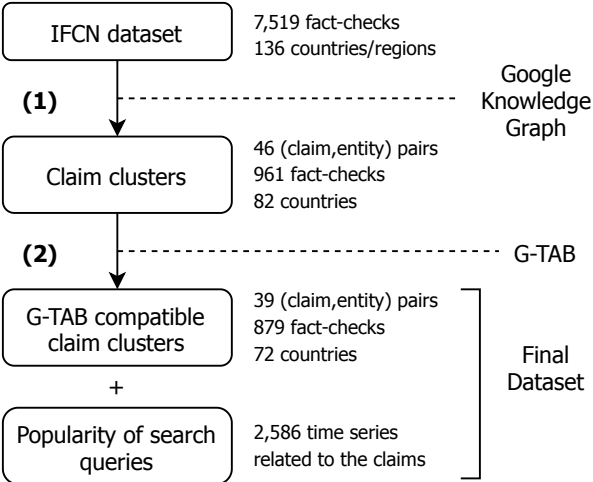 IFCN dataset
7,519 fact-checks
136 countries/regions
(1)
Google
Knowledge
Graph
Claim clusters
46 (claim,entity) pairs
961 fact-checks
82 countries
(2)
G-TAB
G-TAB compatible
claim clusters
39 (claim,entity) pairs
879 fact-checks
72 countries
+
Final
Dataset
Popularity of search
queries
2,586 time series
related to the claims